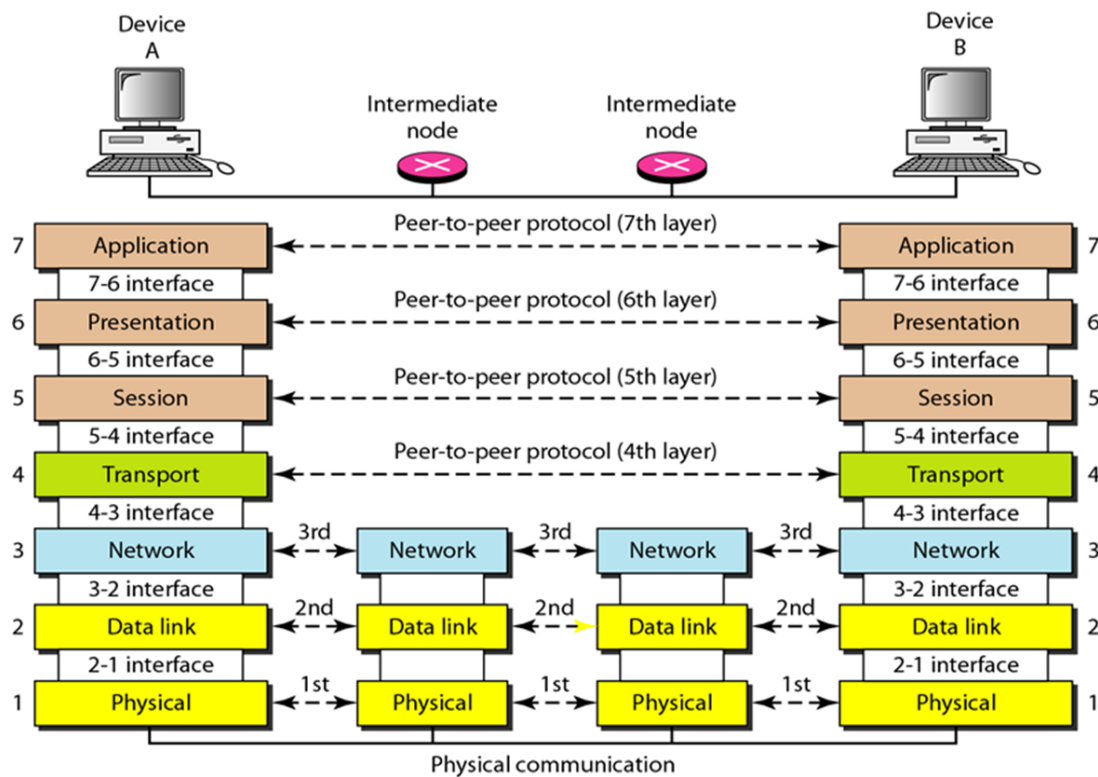 Device
A
Device
B
Intermediate
node
Intermediate
node
Peer-to-peer protocol (7th layer)
7 Application Application 7
7-6 interface 7-6 interface
Peer-to-peer protocol (6th layer)
6 Presentation Presentation 6
6-5 interface 6-5 interface
Peer-to-peer protocol (5th layer)
5 Session Session 5
5-4 interface 5-4 interface
Peer-to-peer protocol (4th layer)
4 Transport Transport 4
4-3 interface 4-3 interface
3rd 3rd 3rd
3 Network Network Network Network 3
3-2 interface 3-2 interface
2nd 2nd 2nd
2 Data link Data link Data link Data link 2
2-1 interface 2-1 interface
1st 1st 1st
1 Physical Physical Physical Physical 1
Physical communication